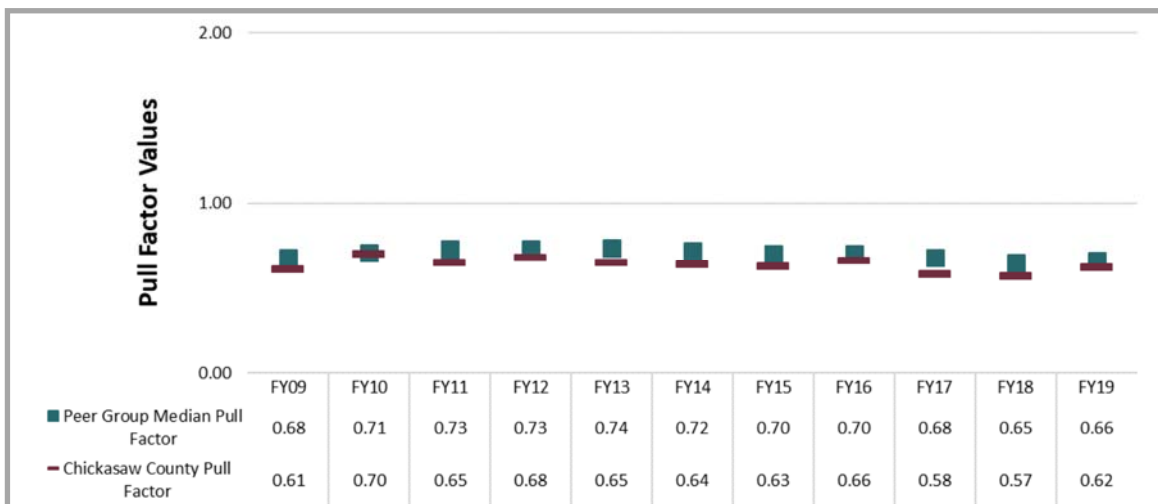 2.00
Pull Factor Values
1.00
0.00
FY09 FY10 FY11 FY12 FY13 FY14 FY15 FY16 FY17 FY18 FY19
Peer Group Median Pull
Factor
0.68 0.71 0.73 0.73 0.74 0.72 0.70 0.70 0.68 0.65 0.66
Chickasaw County Pull
Factor
0.61 0.70 0.65 0.68 0.65 0.64 0.63 0.66 0.58 0.57 0.62